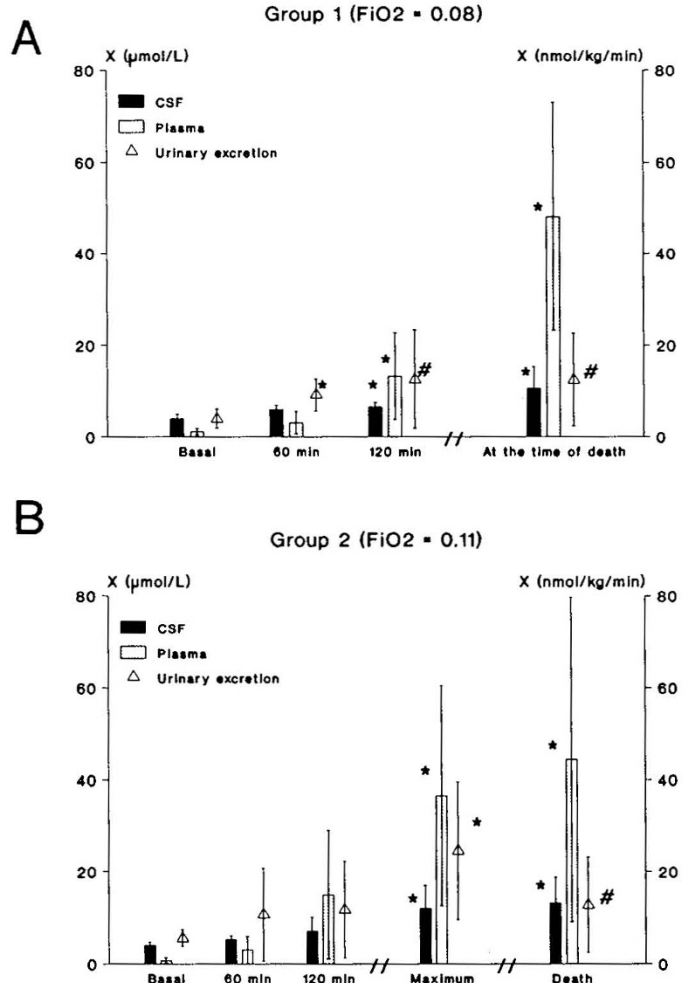 A
Group 1 (FiO2 = 0.08)
X (µmol/L)
X (nmol/kg/min)
80
80
CSF
Plasma
Urinary excretion
60
60
40
40
*
20
20
*
*
*
#
*
#
0
0
Basal
60 min
120 min
//
At the time of death
B
Group 2 (FiO2 = 0.11)
X (µmol/L)
X (nmol/kg/min)
80
80
CSF
Plasma
Urinary excretion
60
60
*
*
40
40
*
20
20
*
*
#
0
0
Basal
60 min
120 min
//
Maximum
//
Death